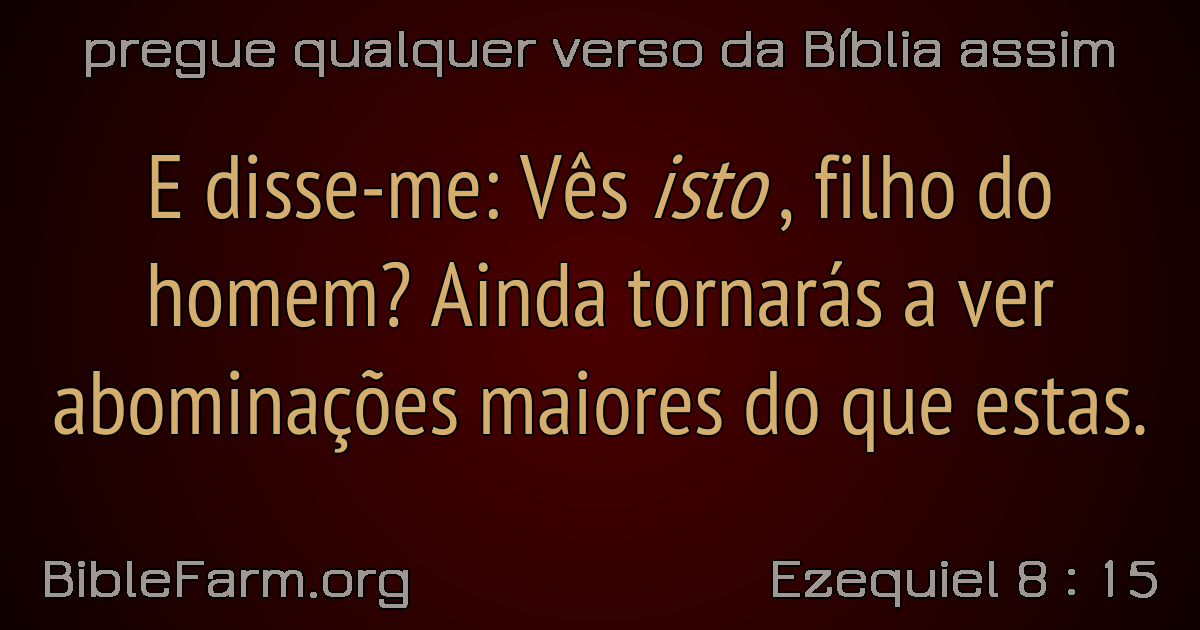 pregue qualquer verso da Bíblia assim
E disse-me: Vês isto, filho do
homem? Ainda tornarás a ver
abominações maiores do que estas.
BibleFarm.org
Ezequiel 8 : 15